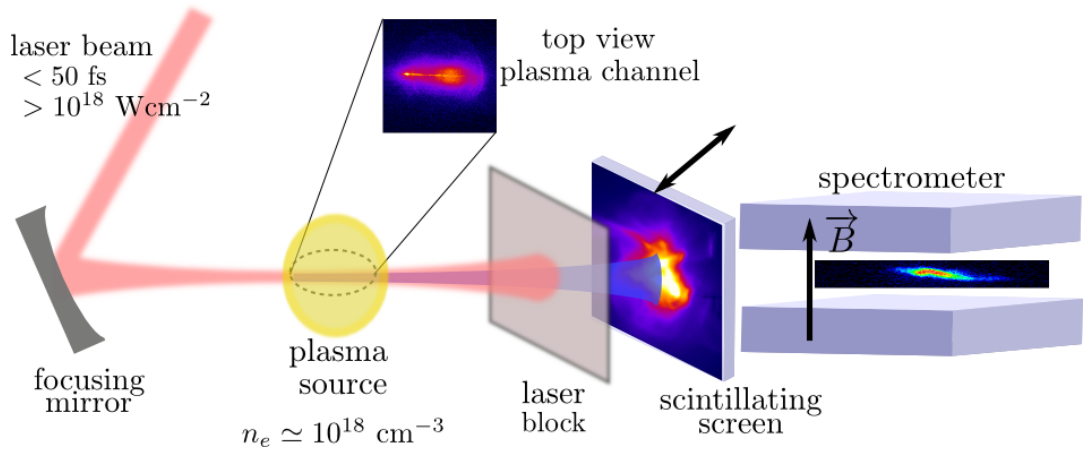 laser beam
< 50 fs
> 10¹⁸ Wcm⁻²
top view
plasma channel
spectrometer
B⃗
focusing
mirror
plasma
source
nₑ ≃ 10¹⁸ cm⁻³
laser
block
scintillating
screen